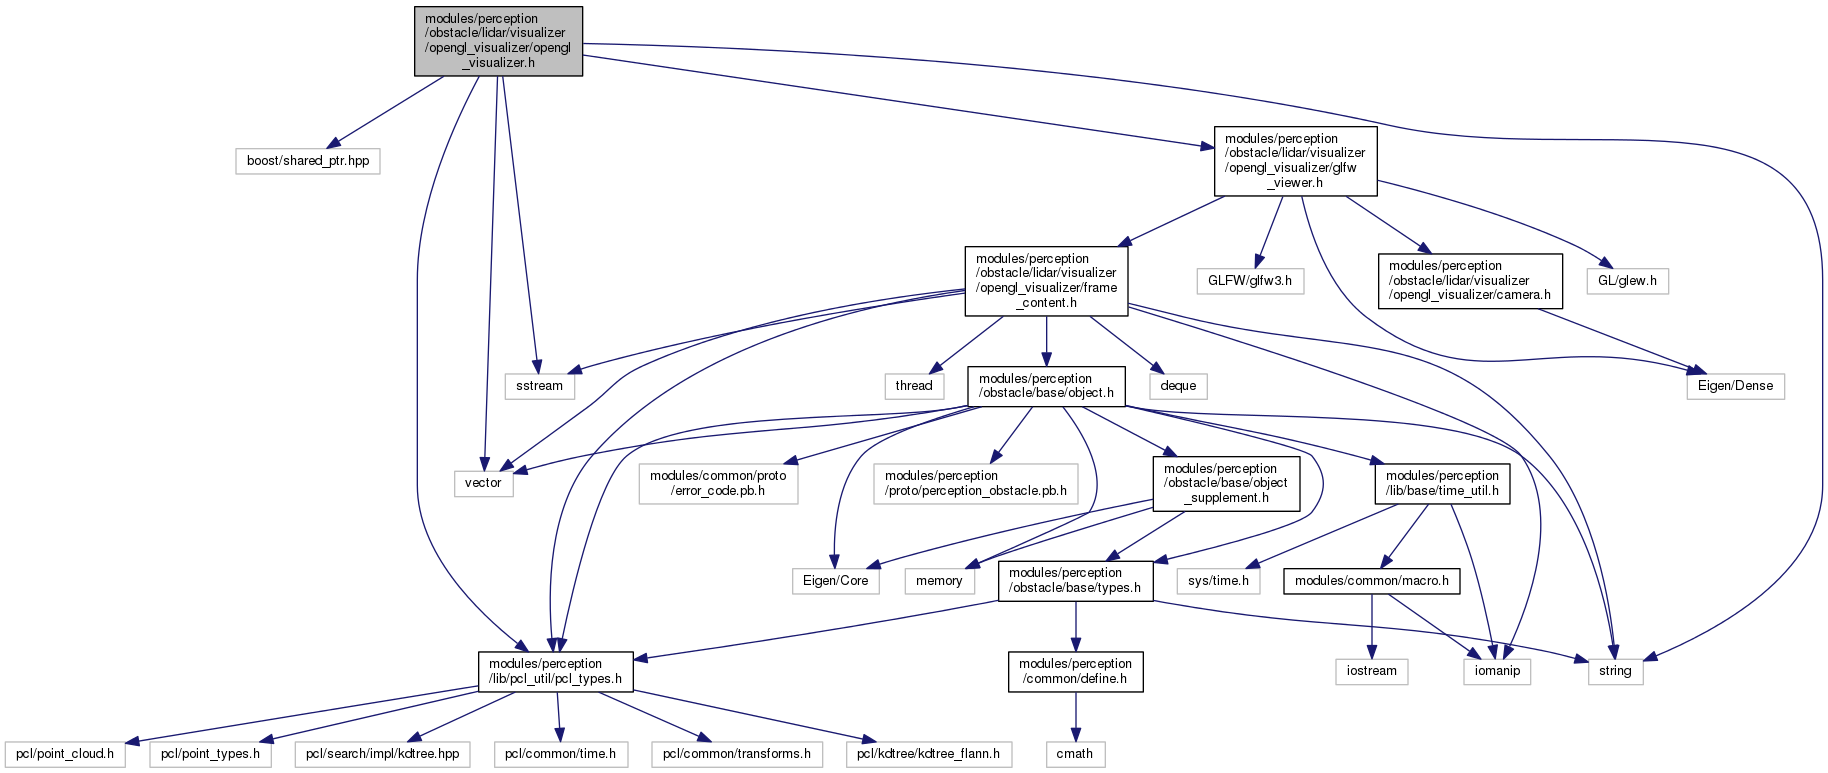 modules/perception
/obstacle/lidar/visualizer
/opengl_visualizer/opengl
_visualizer.h
boost/shared_ptr.hpp
modules/perception
/obstacle/lidar/visualizer
/opengl_visualizer/glfw
_viewer.h
modules/perception
/obstacle/lidar/visualizer
/opengl_visualizer/frame
_content.h
GLFW/glfw3.h
modules/perception
/obstacle/lidar/visualizer
/opengl_visualizer/camera.h
GL/glew.h
sstream
thread
modules/perception
/obstacle/base/object.h
deque
Eigen/Dense
vector
modules/common/proto
/error_code.pb.h
modules/perception
/proto/perception_obstacle.pb.h
modules/perception
/obstacle/base/object
_supplement.h
modules/perception
/lib/base/time_util.h
Eigen/Core
memory
modules/perception
/obstacle/base/types.h
sys/time.h
modules/common/macro.h
modules/perception
/lib/pcl_util/pcl_types.h
modules/perception
/common/define.h
iostream
iomanip
string
pcl/point_cloud.h
pcl/point_types.h
pcl/search/impl/kdtree.hpp
pcl/common/time.h
pcl/common/transforms.h
pcl/kdtree/kdtree_flann.h
cmath